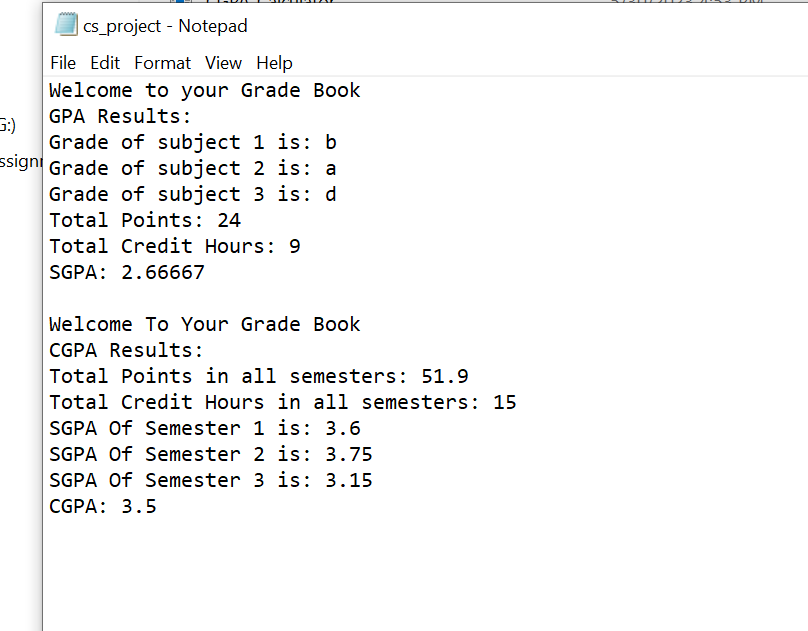 cs_project - Notepad
File Edit Format View Help
Welcome to your Grade Book
GPA Results:
Grade of subject 1 is: b
Grade of subject 2 is: a
Grade of subject 3 is: d
Total Points: 24
Total Credit Hours: 9
SGPA: 2.66667

Welcome To Your Grade Book
CGPA Results:
Total Points in all semesters: 51.9
Total Credit Hours in all semesters: 15
SGPA Of Semester 1 is: 3.6
SGPA Of Semester 2 is: 3.75
SGPA Of Semester 3 is: 3.15
CGPA: 3.5
G:)